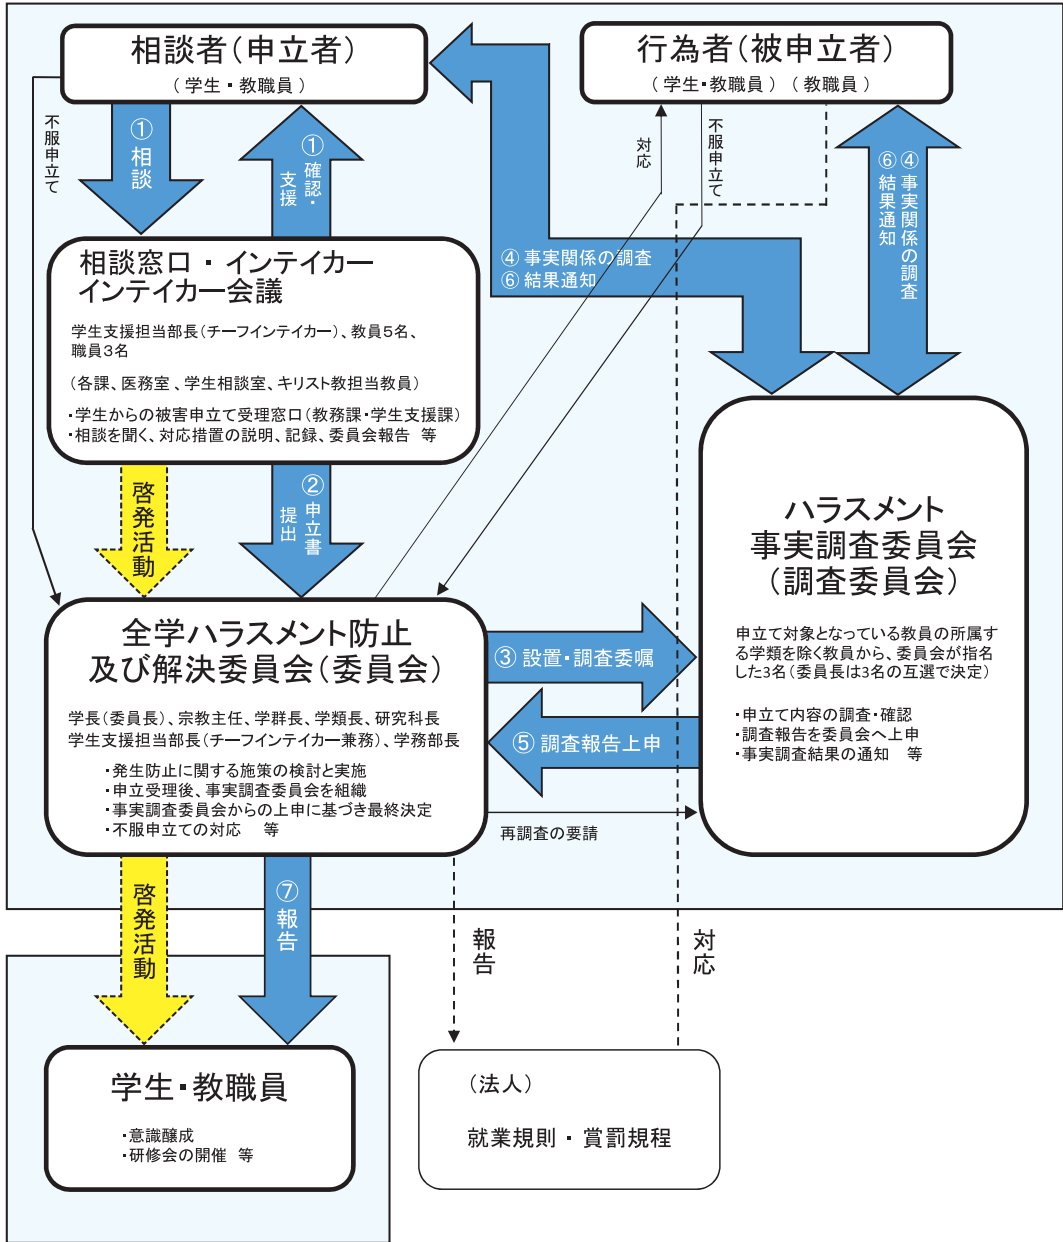 相談者(申立者)
(学生・教職員)
行為者(被申立者)
(学生・教職員)(教職員)
不服申立て
①相談
①確認・
支援
対応
不服申立て
④事実関係の調査
⑥結果通知
④事実関係の調査
⑥結果通知
相談窓口・インテイカー
インテイカー会議
学生支援担当部長(チーフインテイカー)、教員5名、
職員3名
(各課、医務室、学生相談室、キリスト教担当教員)
・学生からの被害申立て受理窓口(教務課・学生支援課)
・相談を聞く、対応措置の説明、記録、委員会報告 等
啓発活動
②申立書
提出
ハラスメント
事実調査委員会
(調査委員会)
申立て対象となっている教員の所属す
る学類を除く教員から、委員会が指名
した3名(委員長は3名の互選で決定)
・申立て内容の調査・確認
・調査報告を委員会へ上申
・事実調査結果の通知 等
全学ハラスメント防止
及び解決委員会(委員会)
学長(委員長)、宗教主任、学群長、学類長、研究科長
学生支援担当部長(チーフインテイカー兼務)、学務部長
・発生防止に関する施策の検討と実施
・申立受理後、事実調査委員会を組織
・事実調査委員会からの上申に基づき最終決定
・不服申立ての対応 等
③設置・調査委嘱
⑤調査報告上申
再調査の要請
啓発活動
⑦報告
報告
対応
学生・教職員
・意識醸成
・研修会の開催 等
(法人)
就業規則・賞罰規程